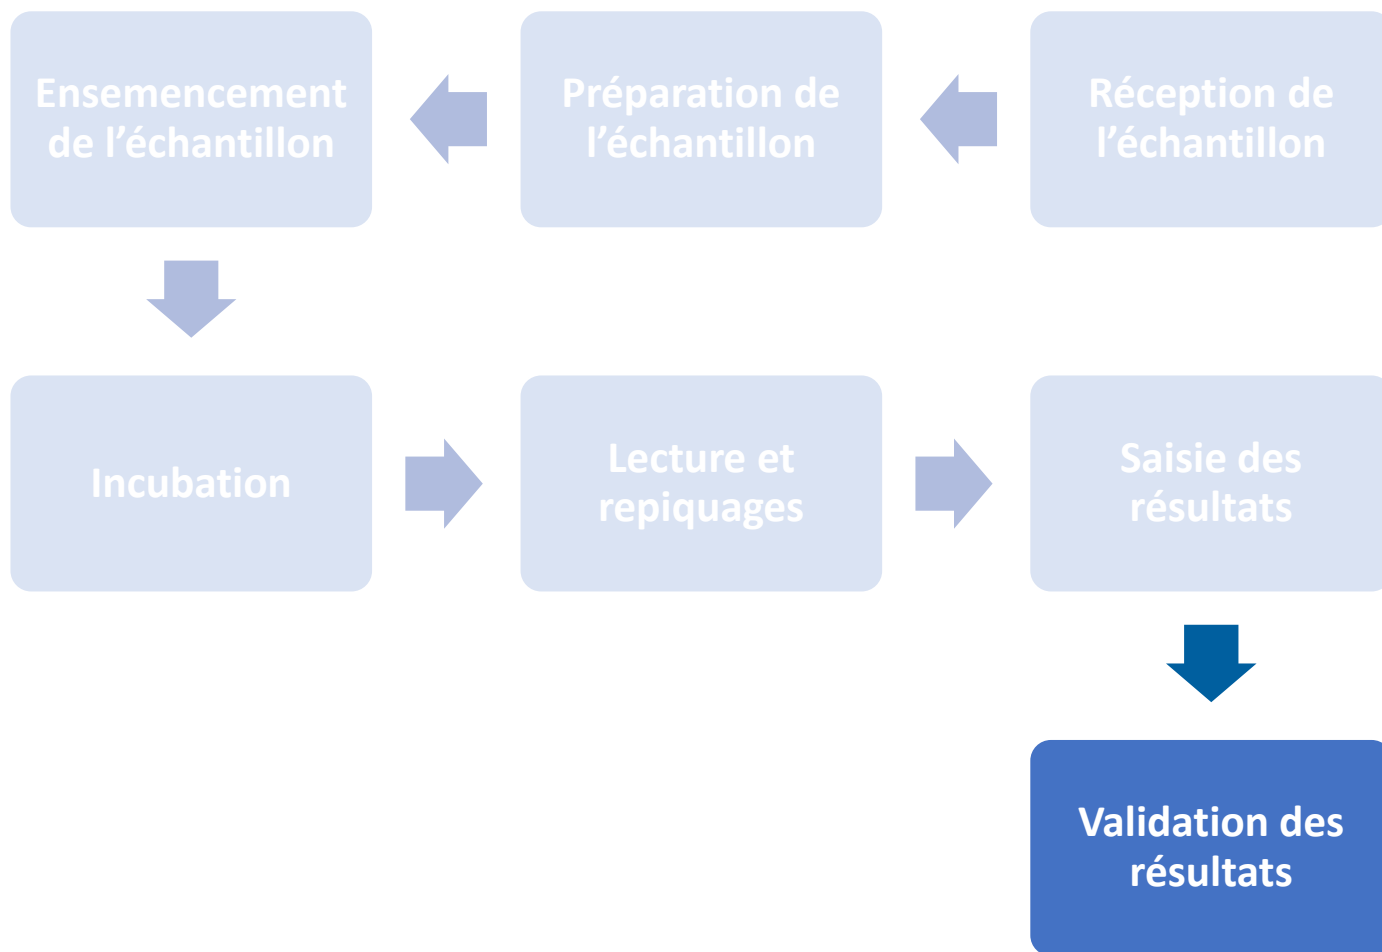 Ensemencement
de l’échantillon
Préparation de
l’échantillon
Réception de
l’échantillon
Incubation
Lecture et
repiquages
Saisie des
résultats
Validation des
résultats